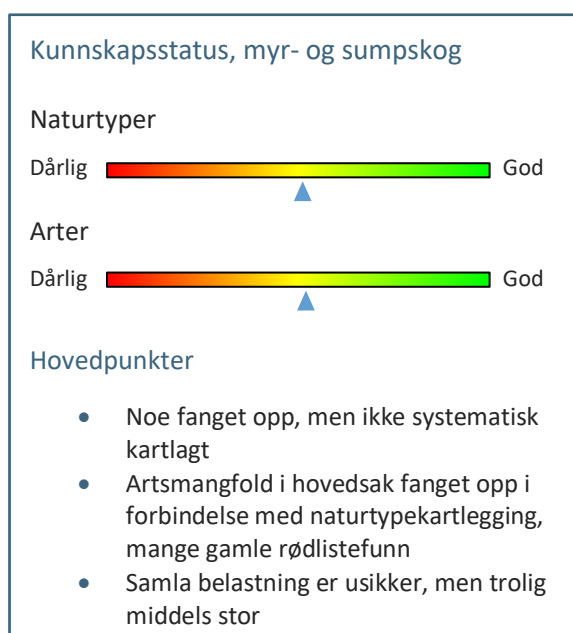 Kunnskapsstatus, myr- og sumpskog
Naturtyper
Dårlig God
Arter
Dårlig God
Hovedpunkter
• Noe fanget opp, men ikke systematisk
kartlagt
• Artsmangfold i hovedsak fanget opp i
forbindelse med naturtypekartlegging,
mange gamle rødlistefunn
• Samla belastning er usikker, men trolig
middels stor